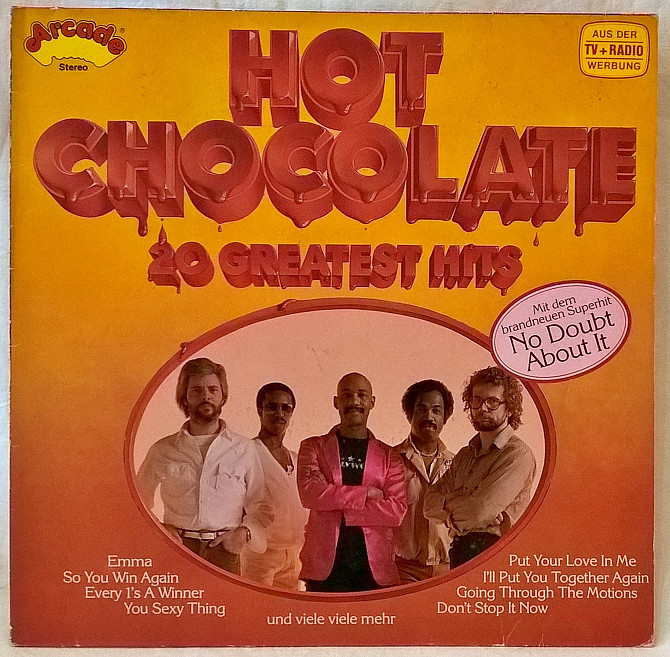 Arcade®
Stereo
AUS DER
TV + RADIO
WERBUNG
HOT
CHOCOLATE
20 GREATEST HITS
Mit dem
brandneuen Superhit
No Doubt
About It
Emma
So You Win Again
Every 1's A Winner
You Sexy Thing
und viele viele mehr
Put Your Love In Me
I'll Put You Together Again
Going Through The Motions
Don't Stop It Now